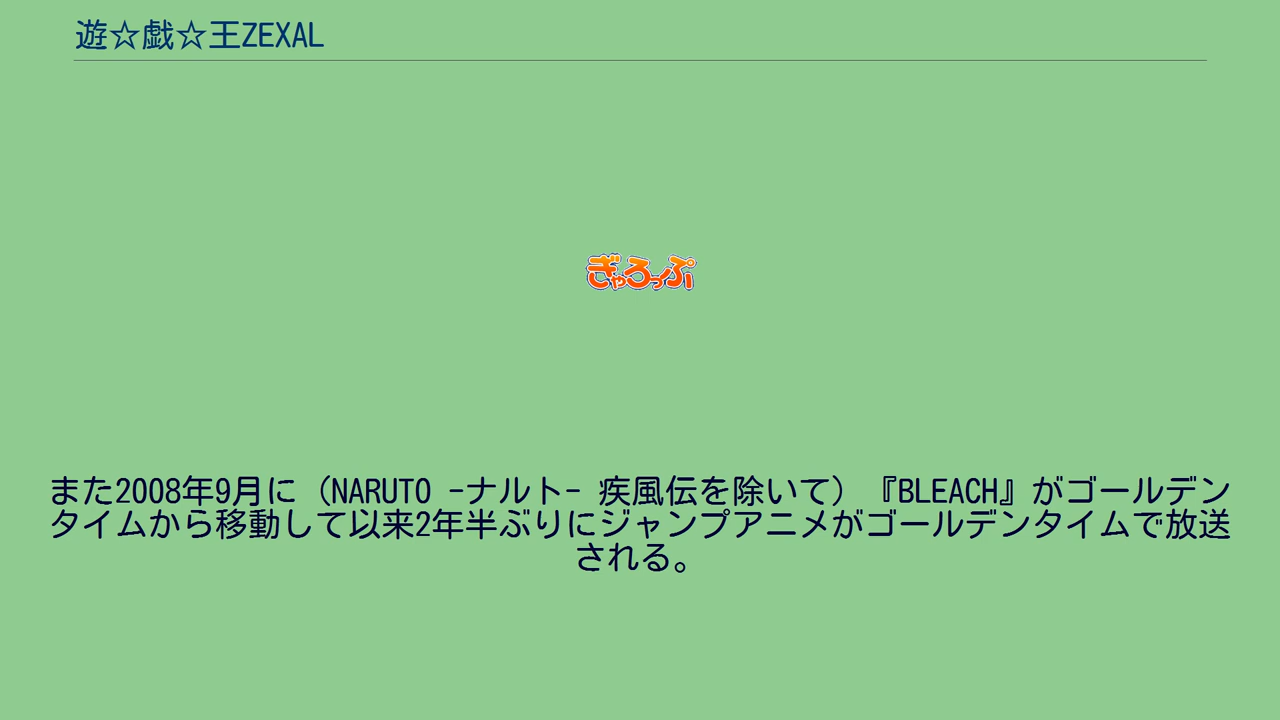 遊☆戯☆王ZEXAL
ぎゃろっぷ
また2008年9月に（NARUTO -ナルト- 疾風伝を除いて）『BLEACH』がゴールデン
タイムから移動して以来2年半ぶりにジャンプアニメがゴールデンタイムで放送
される。